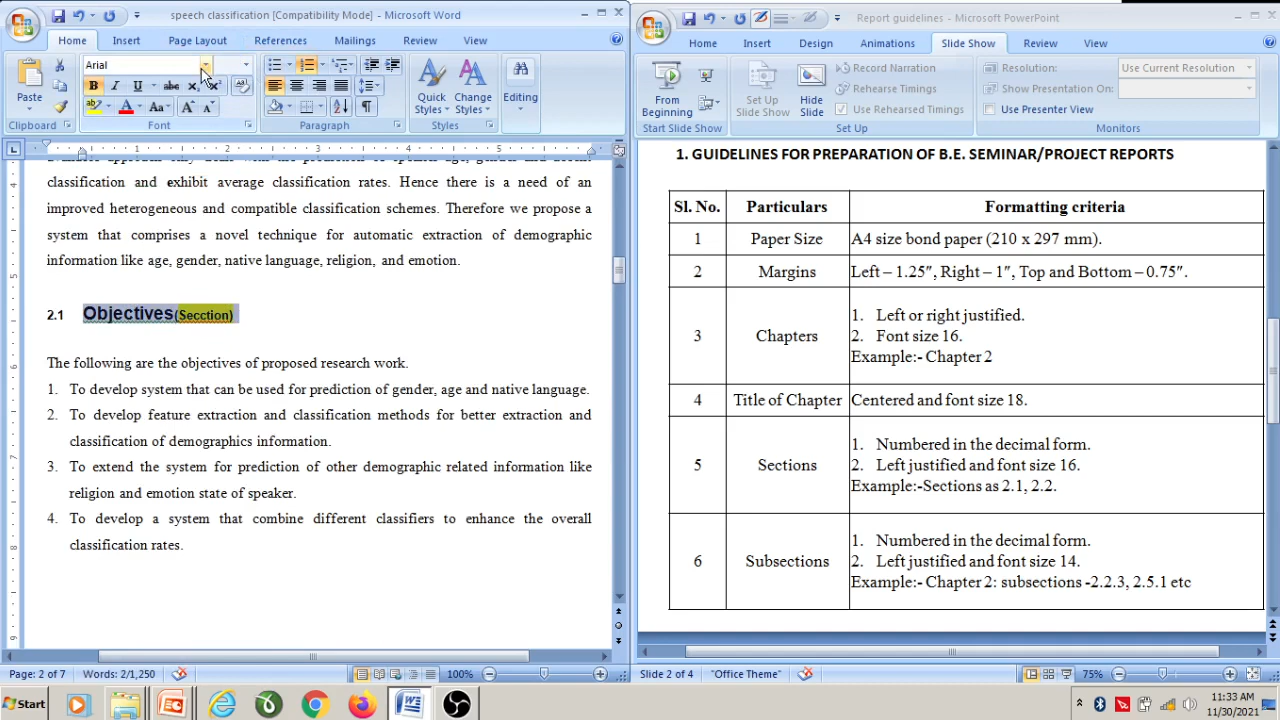 speech classification [Compatibility Mode] - Microsoft Word
Home Insert Page Layout References Mailings Review View
Arial
Paste
Quick Styles
Change Styles
Editing
Clipboard Font Paragraph Styles
1 2 3 4 5
classification and exhibit average classification rates. Hence there is a need of an
improved heterogeneous and compatible classification schemes. Therefore we propose a
system that comprises a novel technique for automatic extraction of demographic
information like age, gender, native language, religion, and emotion.
2.1 Objectives(Secction)
The following are the objectives of proposed research work.
1. To develop system that can be used for prediction of gender, age and native language.
2. To develop feature extraction and classification methods for better extraction and
classification of demographics information.
3. To extend the system for prediction of other demographic related information like
religion and emotion state of speaker.
4. To develop a system that combine different classifiers to enhance the overall
classification rates.
Page: 2 of 7 Words: 2/1,250 100%
Report guidelines - Microsoft PowerPoint
Home Insert Design Animations Slide Show Review View
From Beginning
Set Up Slide Show
Hide Slide
Record Narration
Rehearse Timings
Use Rehearsed Timings
Resolution: Use Current Resolution
Show Presentation On:
Use Presenter View
Start Slide Show Set Up Monitors
1. GUIDELINES FOR PREPARATION OF B.E. SEMINAR/PROJECT REPORTS
Sl. No. Particulars Formatting criteria
1 Paper Size A4 size bond paper (210 x 297 mm).
2 Margins Left – 1.25″, Right – 1″, Top and Bottom – 0.75″.
3 Chapters
1. Left or right justified.
2. Font size 16.
Example:- Chapter 2
4 Title of Chapter Centered and font size 18.
5 Sections
1. Numbered in the decimal form.
2. Left justified and font size 16.
Example:-Sections as 2.1, 2.2.
6 Subsections
1. Numbered in the decimal form.
2. Left justified and font size 14.
Example:- Chapter 2: subsections -2.2.3, 2.5.1 etc
Slide 2 of 4 "Office Theme" 75%
Start
11:33 AM
11/30/2021